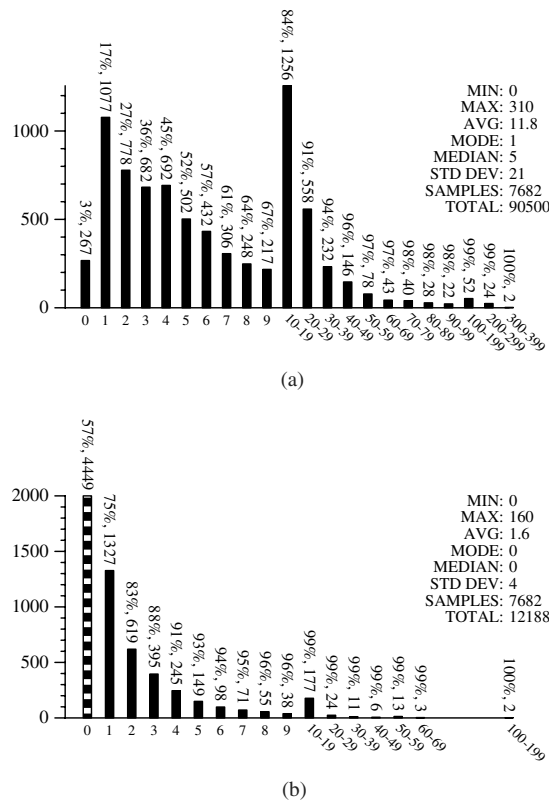 84%, 1256
17%, 1077
27%, 778
36%, 682
45%, 692
52%, 502
57%, 432
61%, 306
64%, 248
67%, 217
3%, 267
91%, 558
94%, 232
96%, 146
97%, 78
97%, 43
98%, 40
98%, 28
98%, 22
99%, 52
99%, 24
100%, 2
MIN: 0
MAX: 310
AVG: 11.8
MODE: 1
MEDIAN: 5
STD DEV: 21
SAMPLES: 7682
TOTAL: 90500
1000
500
0
0 1 2 3 4 5 6 7 8 9 10-19 20-29 30-39 40-49 50-59 60-69 70-79 80-89 90-99 100-199 200-299 300-399
(a)
57%, 4449
75%, 1327
83%, 619
88%, 395
91%, 245
93%, 149
94%, 98
95%, 71
96%, 55
96%, 38
99%, 177
99%, 24
99%, 11
99%, 6
99%, 13
99%, 3
100%, 2
MIN: 0
MAX: 160
AVG: 1.6
MODE: 0
MEDIAN: 0
STD DEV: 4
SAMPLES: 7682
TOTAL: 12188
2000
1500
1000
500
0
0 1 2 3 4 5 6 7 8 9 10-19 20-29 30-39 40-49 50-59 60-69 100-199
(b)